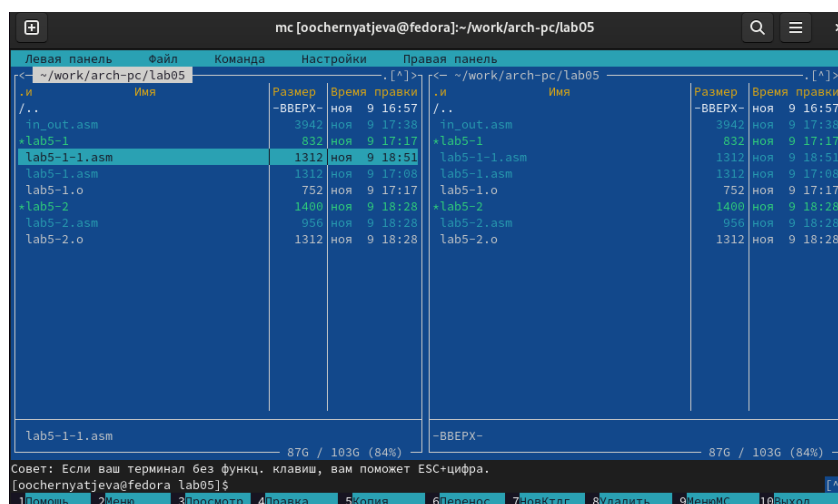 mc [oochernyatjeva@fedora]:~/work/arch-pc/lab05
Левая панель Файл Команда Настройки Правая панель
<— ~/work/arch-pc/lab05 .[^]> <— ~/work/arch-pc/lab05 .[^]>
.и Имя Размер Время правки .и Имя Размер Время правки
/.. -ВВЕРХ- ноя 9 16:57 /.. -ВВЕРХ- ноя 9 16:57
in_out.asm 3942 ноя 9 17:38 in_out.asm 3942 ноя 9 17:38
*lab5-1 832 ноя 9 17:17 *lab5-1 832 ноя 9 17:17
lab5-1-1.asm 1312 ноя 9 18:51 lab5-1-1.asm 1312 ноя 9 18:51
lab5-1.asm 1312 ноя 9 17:08 lab5-1.asm 1312 ноя 9 17:08
lab5-1.o 752 ноя 9 17:17 lab5-1.o 752 ноя 9 17:17
*lab5-2 1400 ноя 9 18:28 *lab5-2 1400 ноя 9 18:28
lab5-2.asm 956 ноя 9 18:28 lab5-2.asm 956 ноя 9 18:28
lab5-2.o 1312 ноя 9 18:28 lab5-2.o 1312 ноя 9 18:28
lab5-1-1.asm -ВВЕРХ-
87G / 103G (84%) 87G / 103G (84%)
Совет: Если ваш терминал без функц. клавиш, вам поможет ESC+цифра.
[oochernyatjeva@fedora lab05]$ [^
1Помощь 2Меню 3Просмотр 4Правка 5Копия 6Перенос 7НовКтлг 8Удалить 9МенюMC 10Выход